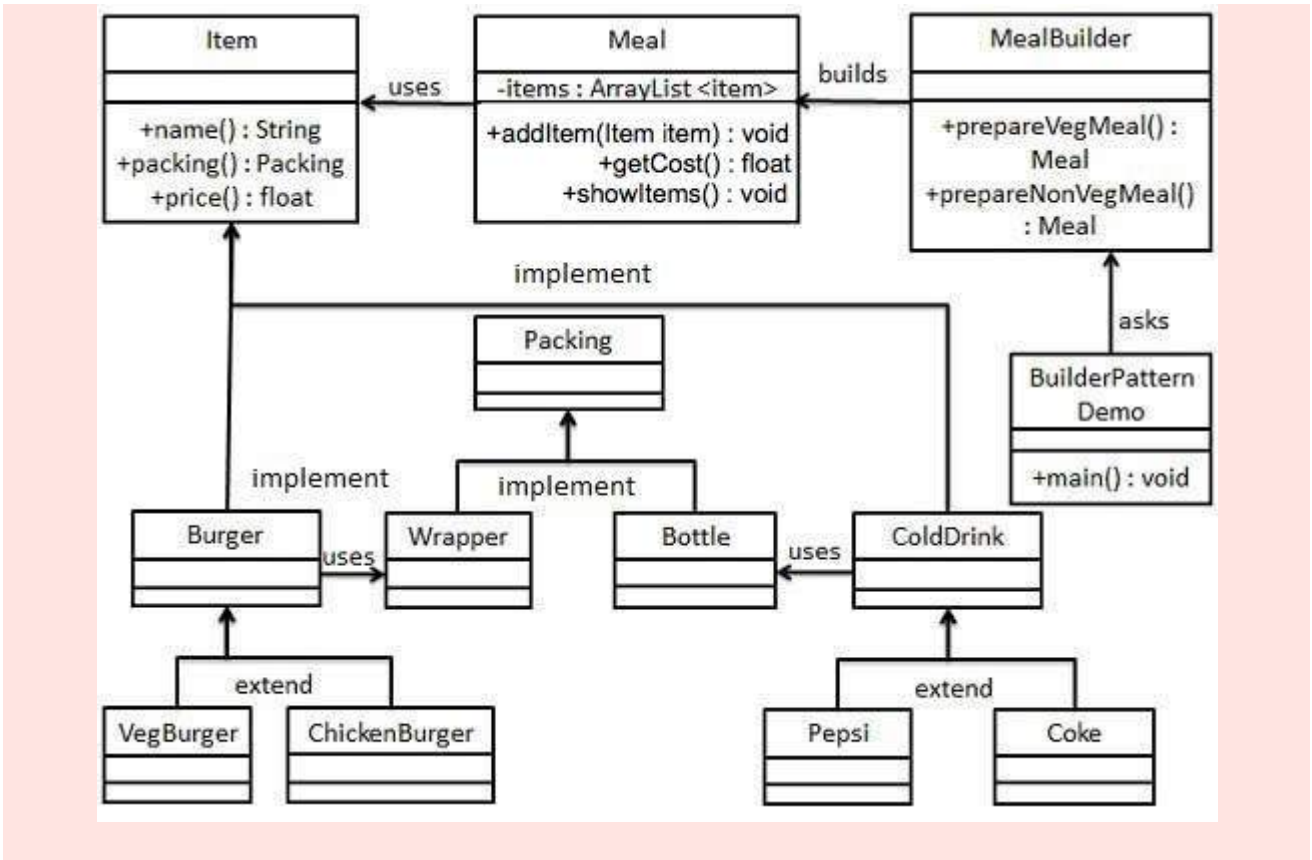 Item
+name() : String
+packing() : Packing
+price() : float
uses
Meal
-items : ArrayList <item>
+addItem(Item item) : void
+getCost() : float
+showItems() : void
builds
MealBuilder
+prepareVegMeal() :
Meal
+prepareNonVegMeal()
: Meal
implement
asks
Packing
BuilderPattern
Demo
+main() : void
implement
implement
Burger
uses
Wrapper
Bottle
uses
ColdDrink
extend
extend
VegBurger
ChickenBurger
Pepsi
Coke